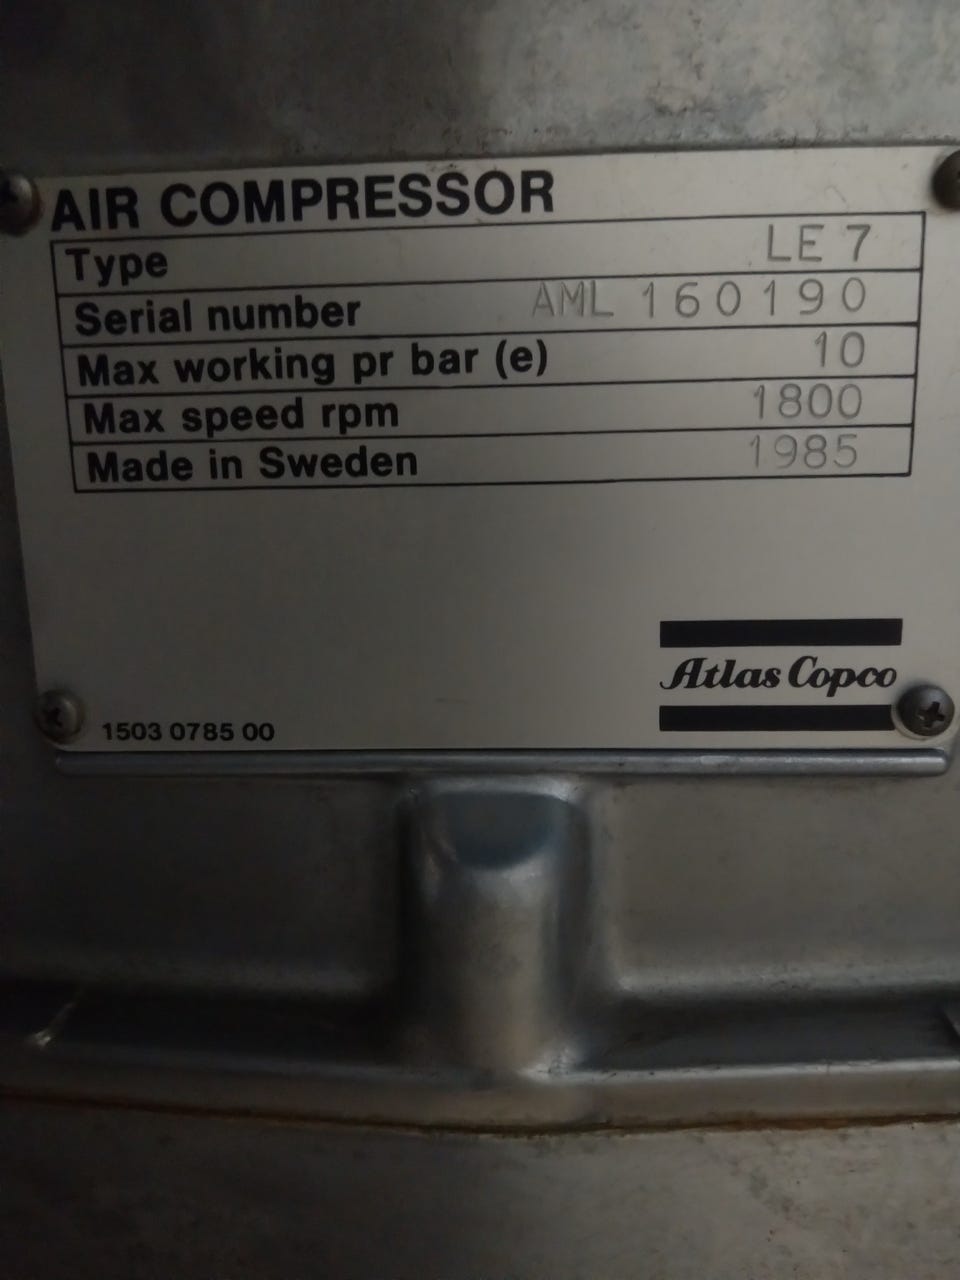 AIR COMPRESSOR
Type LE 7
Serial number AML 160190
Max working pr bar (e) 10
Max speed rpm 1800
Made in Sweden 1985
Atlas Copco
1503 0785 00